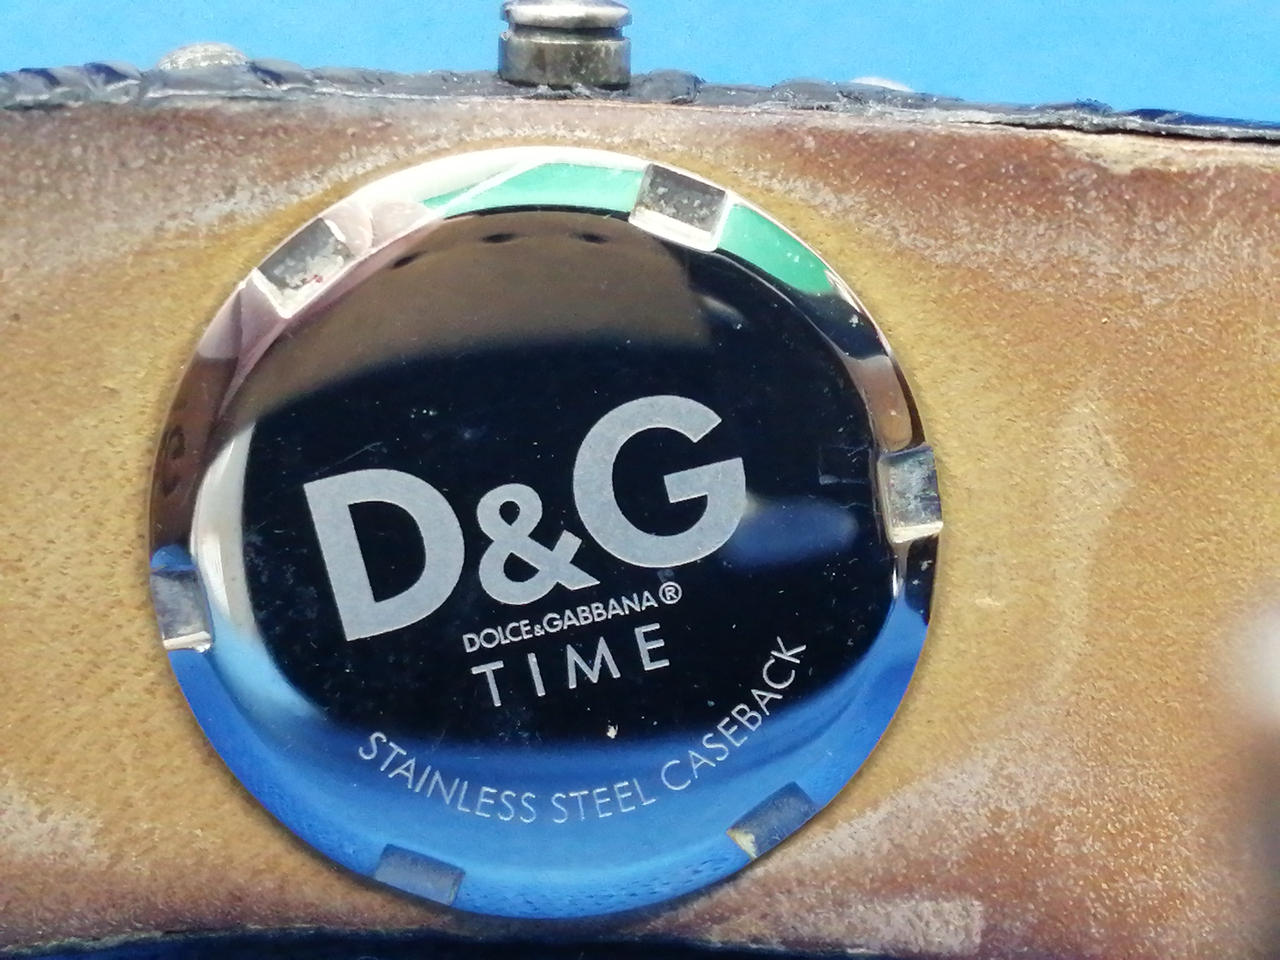 D&G
DOLCE&GABBANA®
TIME
STAINLESS STEEL CASEBACK